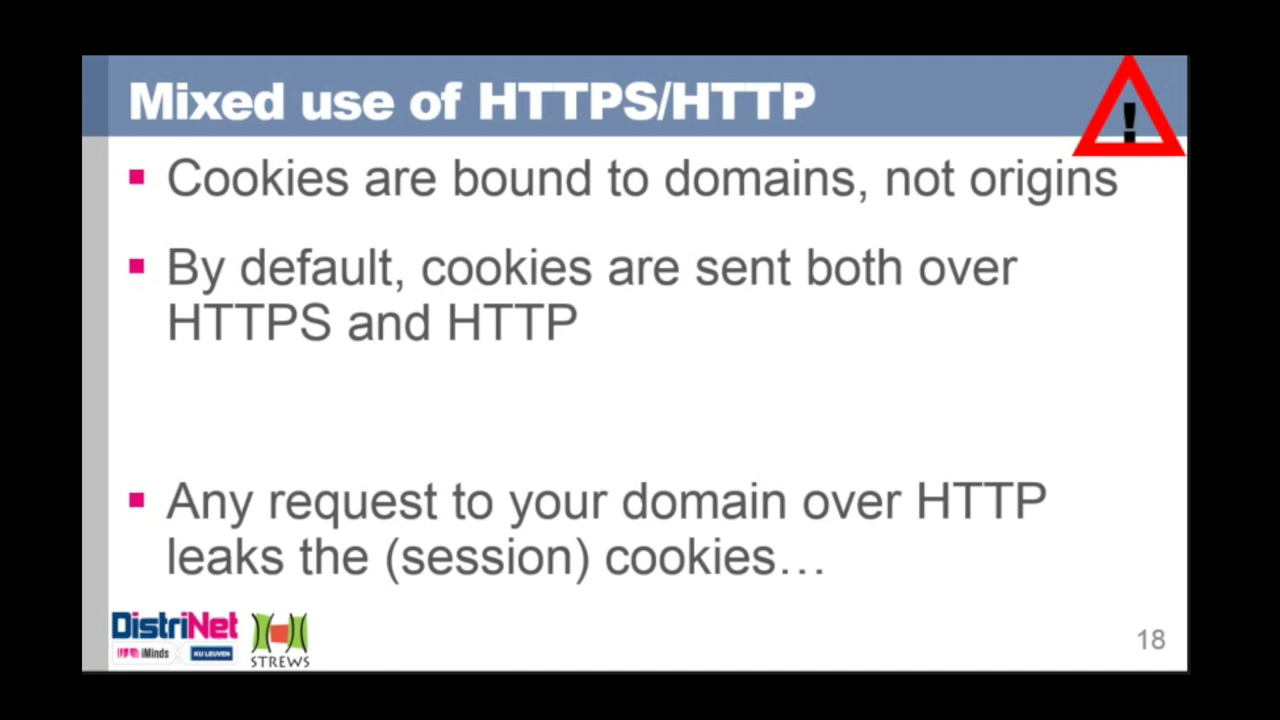 Mixed use of HTTPS/HTTP
!
▪ Cookies are bound to domains, not origins
▪ By default, cookies are sent both over
HTTPS and HTTP
▪ Any request to your domain over HTTP
leaks the (session) cookies…
DistriNet
iMinds KU LEUVEN
STREWS
18